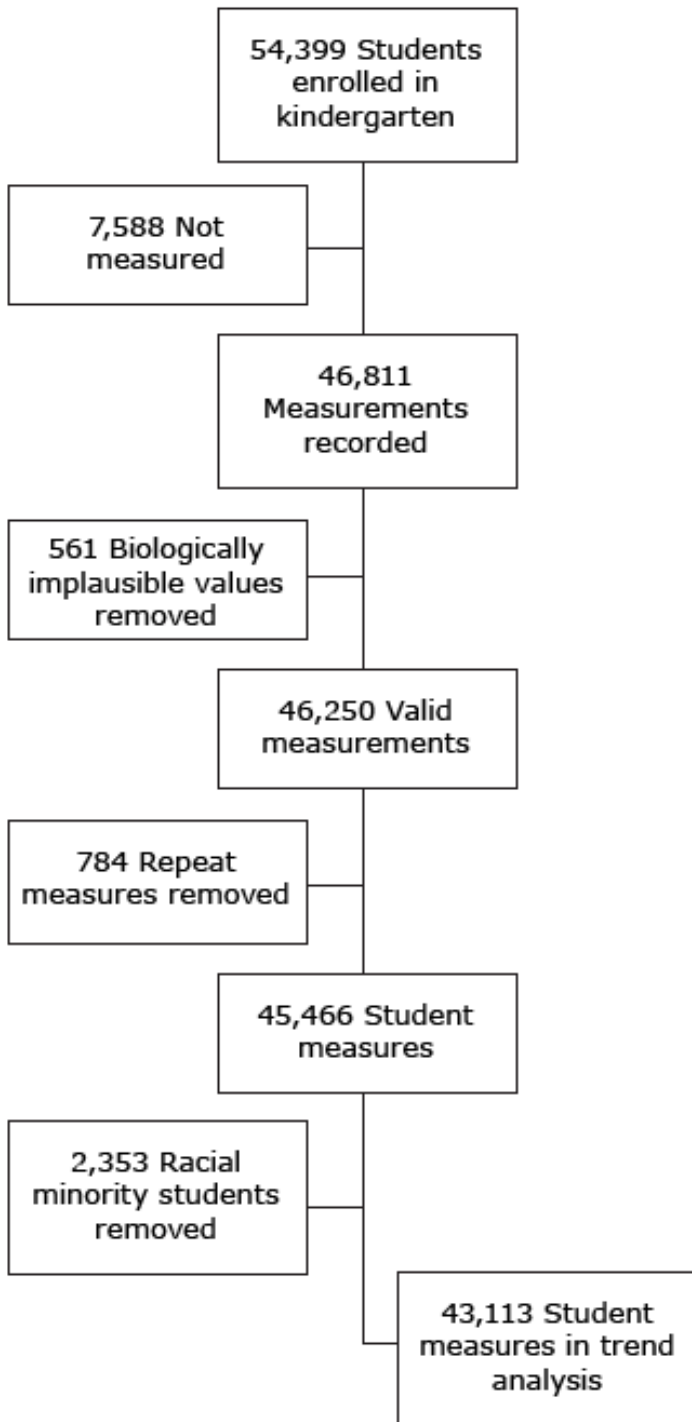 54,399 Students
enrolled in
kindergarten
7,588 Not
measured
46,811
Measurements
recorded
561 Biologically
implausible values
removed
46,250 Valid
measurements
784 Repeat
measures removed
45,466 Student
measures
2,353 Racial
minority students
removed
43,113 Student
measures in trend
analysis